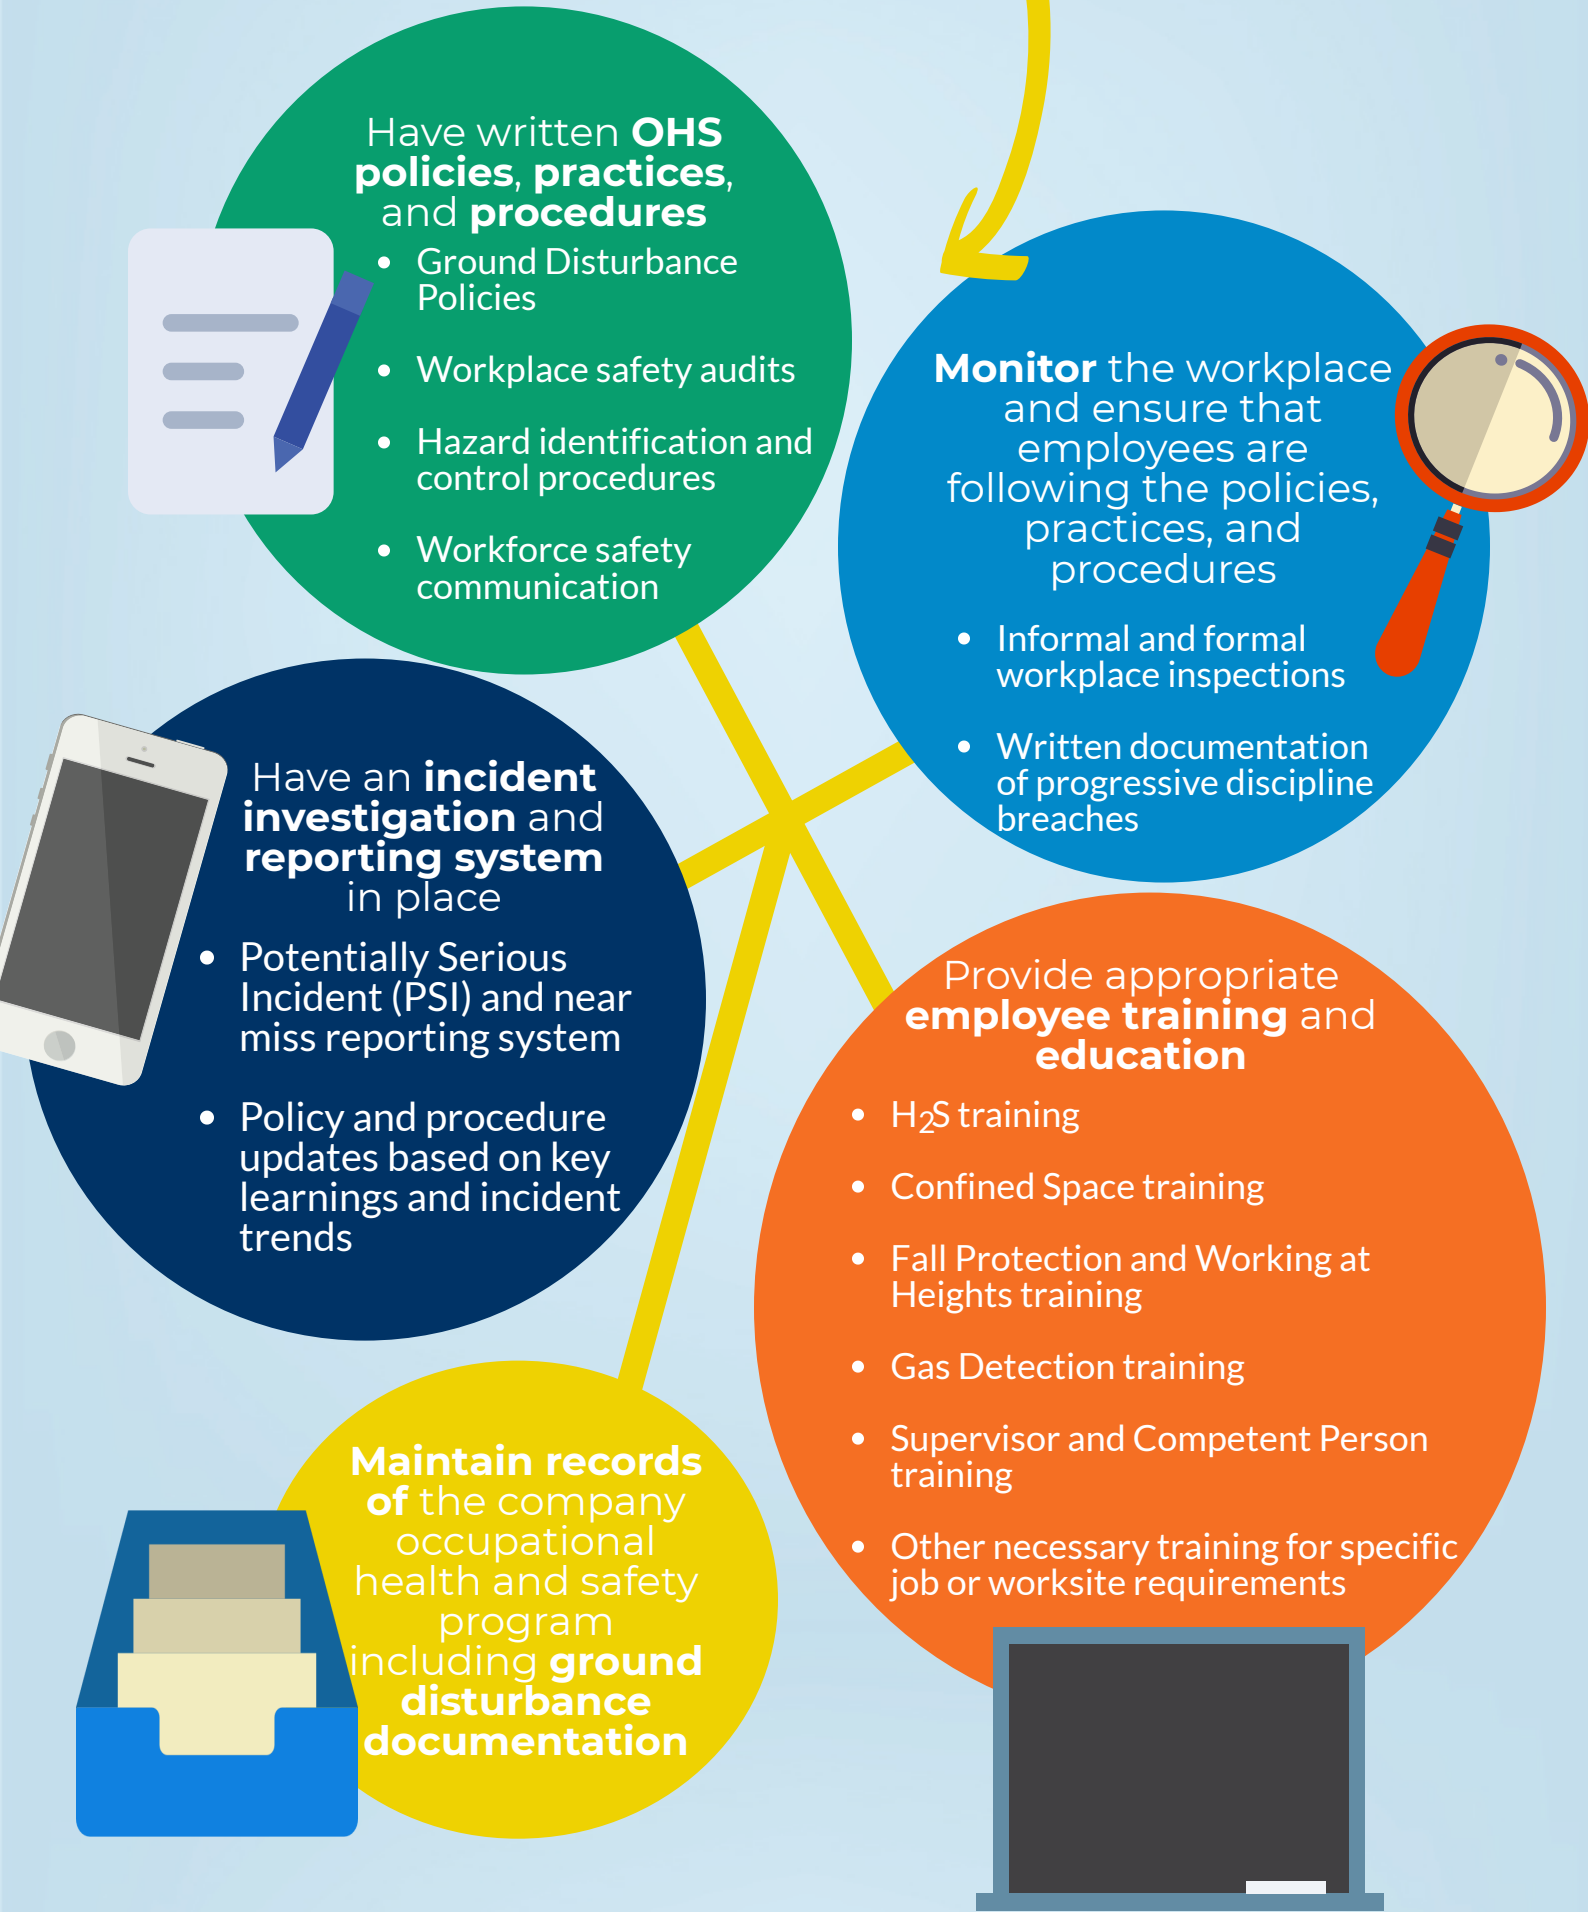 Have written OHS
policies, practices,
and procedures
• Ground Disturbance
Policies
• Workplace safety audits
• Hazard identification and
control procedures
• Workforce safety
communication
Monitor the workplace
and ensure that
employees are
following the policies,
practices, and
procedures
• Informal and formal
workplace inspections
• Written documentation
of progressive discipline
breaches
Have an incident
investigation and
reporting system
in place
• Potentially Serious
Incident (PSI) and near
miss reporting system
• Policy and procedure
updates based on key
learnings and incident
trends
Provide appropriate
employee training and
education
• H₂S training
• Confined Space training
• Fall Protection and Working at
Heights training
• Gas Detection training
• Supervisor and Competent Person
training
• Other necessary training for specific
job or worksite requirements
Maintain records
of the company
occupational
health and safety
program
including ground
disturbance
documentation